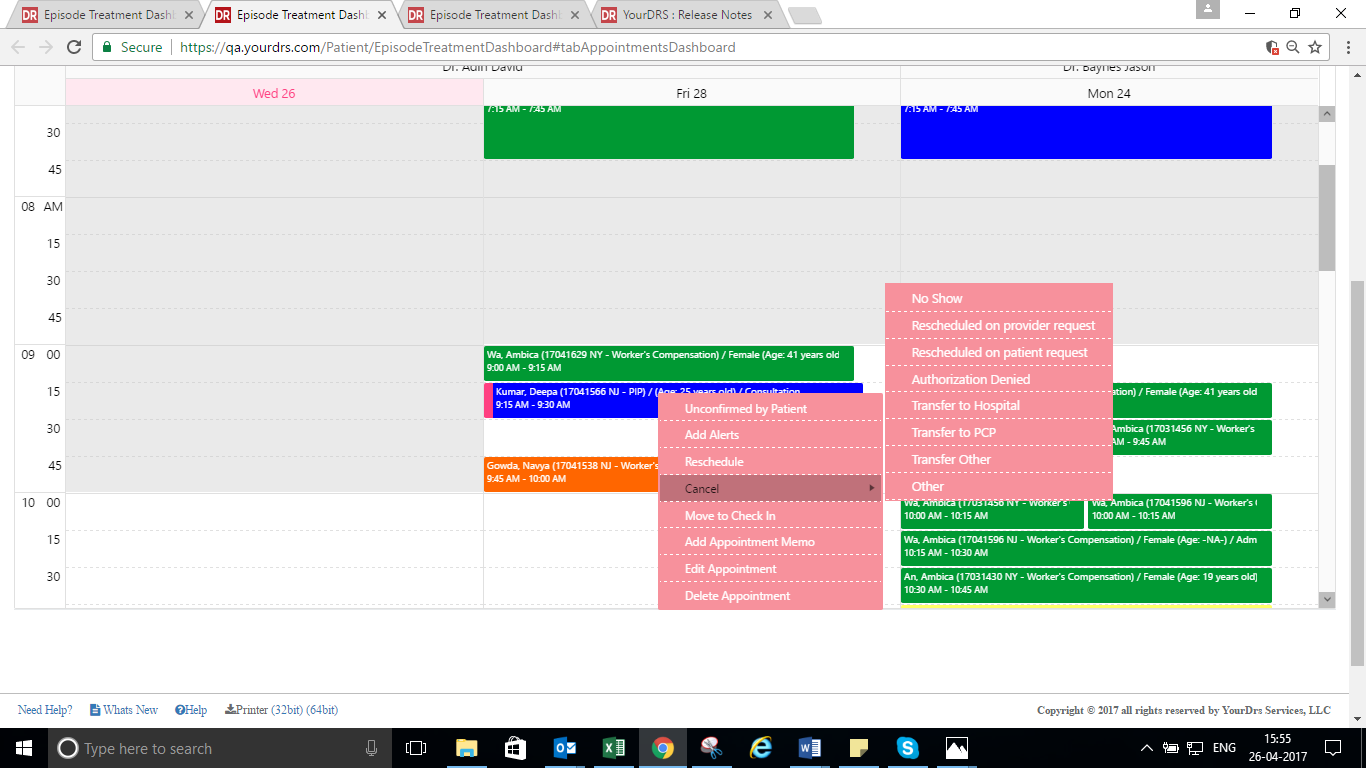 Episode Treatment Dash
Episode Treatment Dash
Episode Treatment Dash
YourDRS : Release Notes
Secure
https://qa.yourdrs.com/Patient/EpisodeTreatmentDashboard#tabAppointmentsDashboard
Dr. Adin David
Dr. Baynes Jason
Wed 26
Fri 28
Mon 24
7:15 AM - 7:45 AM
7:15 AM - 7:45 AM
30
45
08 AM
15
30
45
09 00
15
30
45
10 00
15
30
Wa, Ambica (17041629 NY - Worker's Compensation) / Female (Age: 41 years old
9:00 AM - 9:15 AM
Kumar, Deepa (17041566 NJ - PIP) / (Age: 25 years old) / Consultation
9:15 AM - 9:30 AM
Gowda, Navya (17041538 NJ - Worker's
9:45 AM - 10:00 AM
Unconfirmed by Patient
Add Alerts
Reschedule
Cancel
Move to Check In
Add Appointment Memo
Edit Appointment
Delete Appointment
No Show
Rescheduled on provider request
Rescheduled on patient request
Authorization Denied
Transfer to Hospital
Transfer to PCP
Transfer Other
Other
ation) / Female (Age: 41 years old
Ambica (17031456 NY - Worker's
AM - 9:45 AM
Wa, Ambica (17031456 NY - Worker's
10:00 AM - 10:15 AM
Wa, Ambica (17041596 NJ - Worker's
10:00 AM - 10:15 AM
Wa, Ambica (17041596 NJ - Worker's Compensation) / Female (Age: -NA-) / Adm
10:15 AM - 10:30 AM
An, Ambica (17031430 NY - Worker's Compensation) / Female (Age: 19 years old)
10:30 AM - 10:45 AM
Need Help?
Whats New
Help
Printer (32bit) (64bit)
Copyright © 2017 all rights reserved by YourDrs Services, LLC
Type here to search
ENG
15:55
26-04-2017